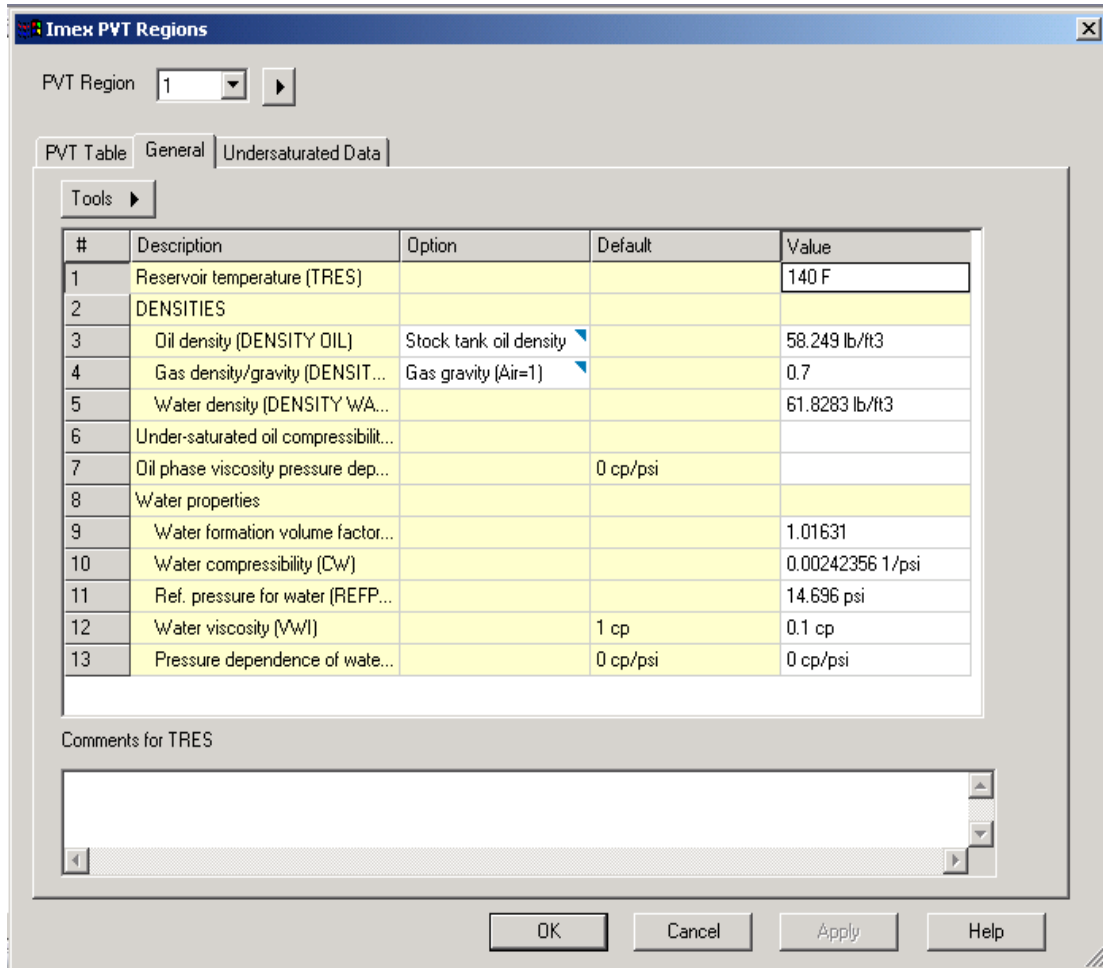 Imex PVT Regions
PVT Region 1
PVT Table General Undersaturated Data
Tools
# Description Option Default Value
1 Reservoir temperature (TRES) 140 F
2 DENSITIES
3 Oil density (DENSITY OIL) Stock tank oil density 58.249 lb/ft3
4 Gas density/gravity (DENSIT... Gas gravity (Air=1) 0.7
5 Water density (DENSITY WA... 61.8283 lb/ft3
6 Under-saturated oil compressibilit...
7 Oil phase viscosity pressure dep... 0 cp/psi
8 Water properties
9 Water formation volume factor... 1.01631
10 Water compressibility (CW) 0.00242356 1/psi
11 Ref. pressure for water (REFP... 14.696 psi
12 Water viscosity (VWI) 1 cp 0.1 cp
13 Pressure dependence of wate... 0 cp/psi 0 cp/psi
Comments for TRES
OK Cancel Apply Help